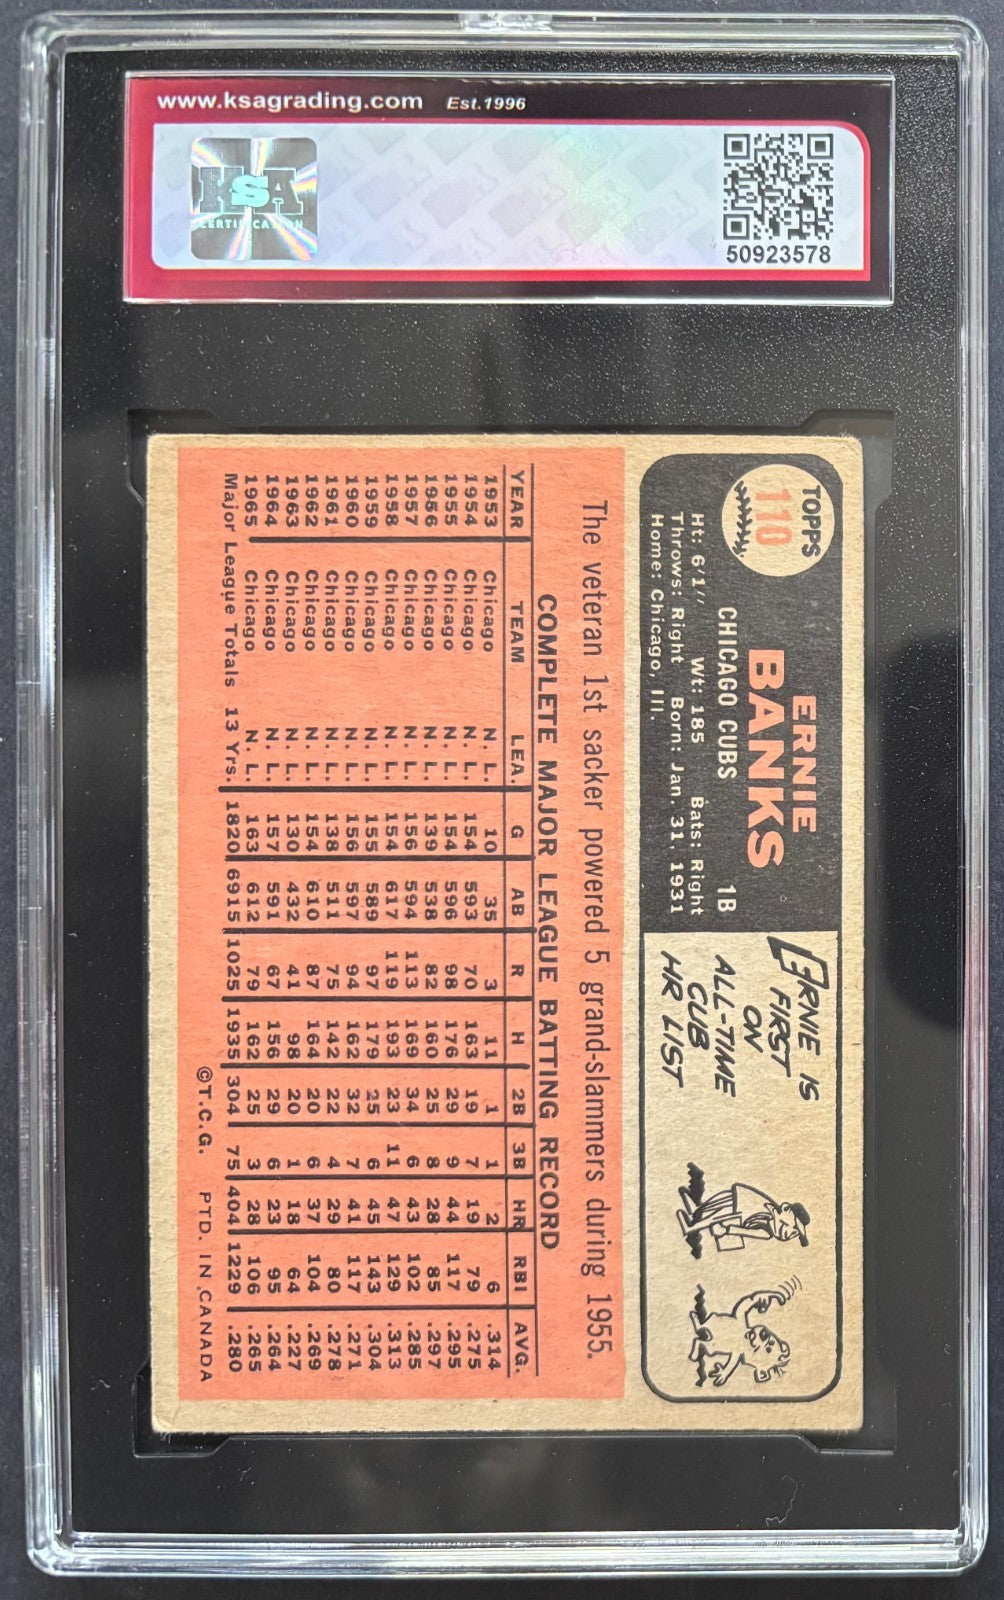 www.ksagrading.com Est.1996
KSA
CERTIFICATION
50923578
TOPPS
110
ERNIE
BANKS
CHICAGO CUBS 1B
Ht: 6'1" Wt: 185 Bats: Right
Throws: Right Born: Jan. 31, 1931
Home: Chicago, Ill.
ERNIE IS
FIRST
ON
ALL-TIME
CUB
HR LIST
The veteran 1st sacker powered 5 grand-slammers during 1955.
COMPLETE MAJOR LEAGUE BATTING RECORD
YEAR TEAM LEA. G AB R H 2B 3B HR RBI AVG.
1953 Chicago N. L. 10 35 3 11 1 1 2 6 .314
1954 Chicago N. L. 154 593 70 163 19 7 19 79 .275
1955 Chicago N. L. 154 596 98 176 29 9 44 117 .295
1956 Chicago N. L. 139 538 82 160 25 8 28 85 .297
1957 Chicago N. L. 156 594 113 169 34 6 43 102 .285
1958 Chicago N. L. 154 617 119 193 23 11 47 129 .313
1959 Chicago N. L. 155 589 97 179 25 6 45 143 .304
1960 Chicago N. L. 156 597 94 162 32 7 41 117 .271
1961 Chicago N. L. 138 511 75 142 22 4 29 80 .278
1962 Chicago N. L. 154 610 87 164 20 6 37 104 .269
1963 Chicago N. L. 130 432 41 98 20 1 18 64 .227
1964 Chicago N. L. 157 591 67 156 29 6 23 95 .264
1965 Chicago N. L. 163 612 79 162 25 3 28 106 .265
Major League Totals 13 Yrs. 1820 6915 1025 1935 304 75 404 1229 .280
©T.C.G. PTD. IN CANADA